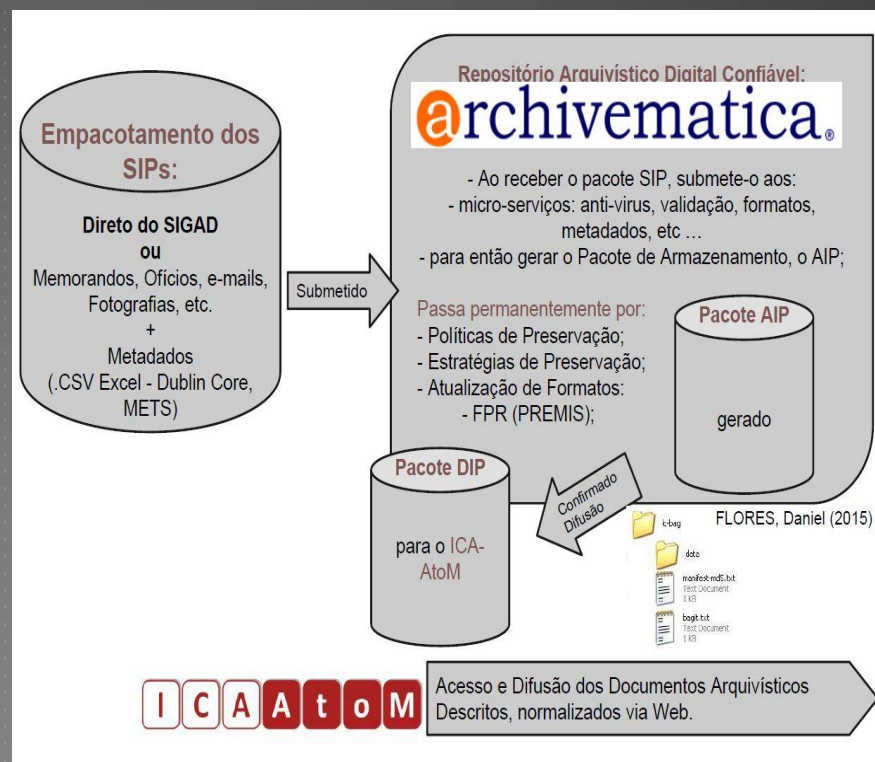 Empacotamento dos
SIPs:
Direto do SIGAD
ou
Memorandos, Ofícios, e-mails,
Fotografias, etc.
+
Metadados
(.CSV Excel - Dublin Core,
METS)
Submetido
Repositório Arquivístico Digital Confiável:
archivematica®
- Ao receber o pacote SIP, submete-o aos:
- micro-serviços: anti-virus, validação, formatos,
metadados, etc ...
- para então gerar o Pacote de Armazenamento, o AIP;
Passa permanentemente por:
- Políticas de Preservação;
- Estratégias de Preservação;
- Atualização de Formatos:
- FPR (PREMIS);
Pacote AIP
gerado
Confirmado
Difusão
Pacote DIP
para o ICA-
AtoM
FLORES, Daniel (2015)
data
manifest-md5.txt
Text Document
1 KB
bagit.txt
Text Document
1 KB
ICAAtoM
Acesso e Difusão dos Documentos Arquivísticos
Descritos, normalizados via Web.